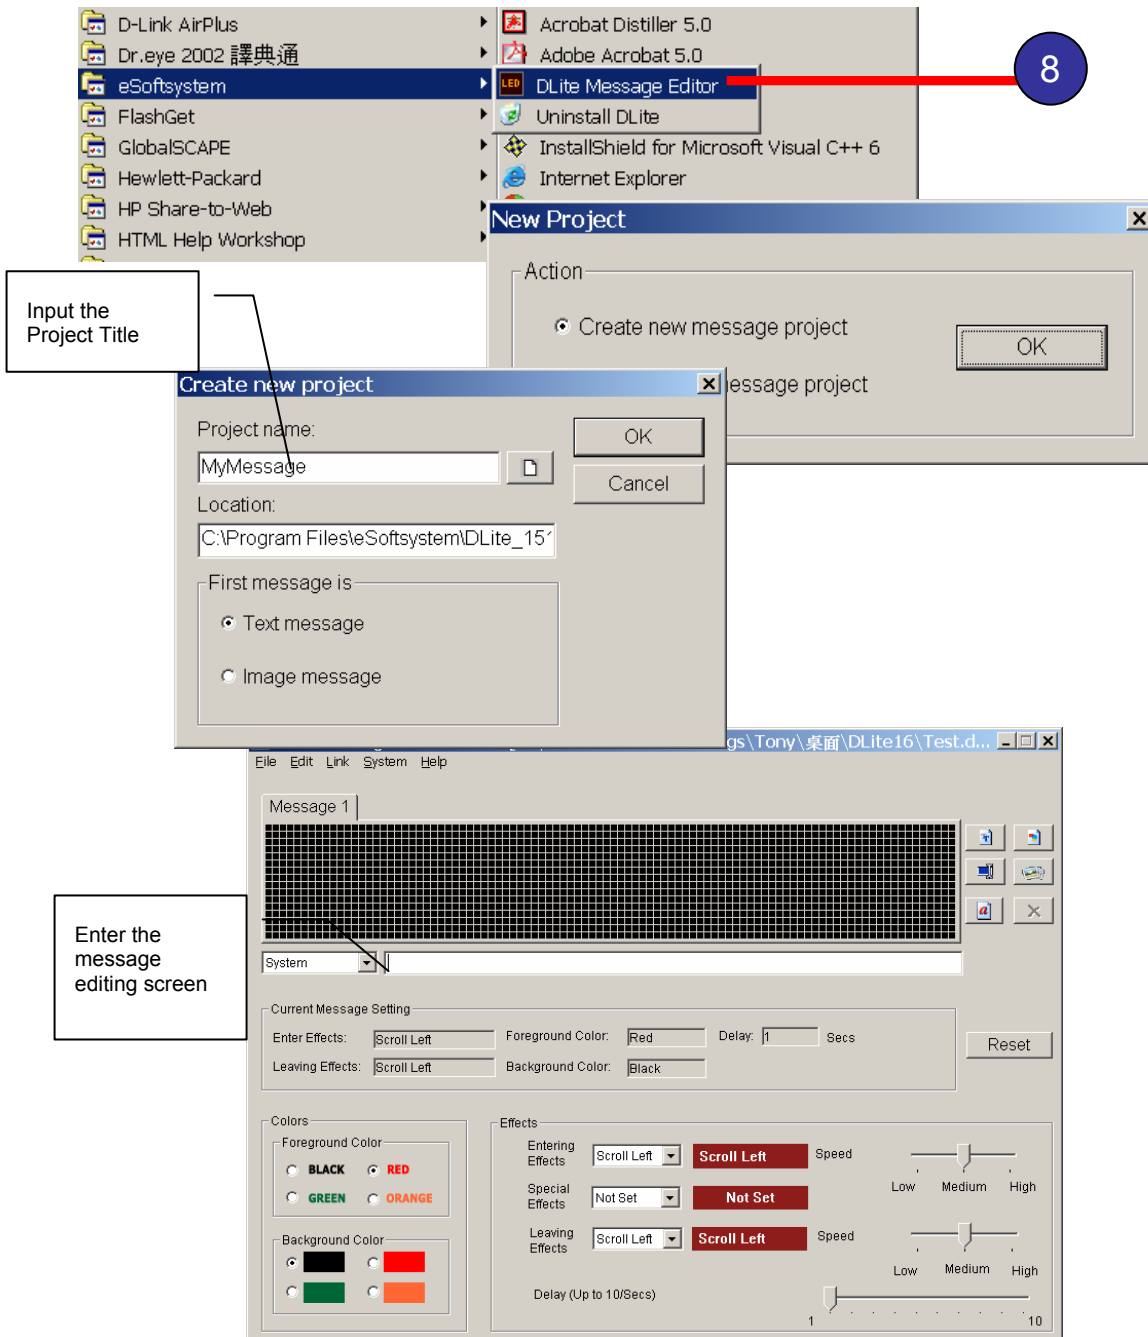 D-Link AirPlus
Dr.eye 2002 譯典通
eSoftsystem
FlashGet
GlobalSCAPE
Hewlett-Packard
HP Share-to-Web
HTML Help Workshop
Acrobat Distiller 5.0
Adobe Acrobat 5.0
LED DLite Message Editor
Uninstall DLite
InstallShield for Microsoft Visual C++ 6
Internet Explorer
8
New Project
Action
Create new message project
OK
message project
Input the
Project Title
Create new project
Project name:
MyMessage
OK
Cancel
Location:
C:\Program Files\eSoftsystem\DLite_151
First message is
Text message
Image message
gs\Tony\桌面\DLite16\Test.d...
File Edit Link System Help
Message 1
Enter the
message
editing screen
System
Current Message Setting
Enter Effects: Scroll Left Foreground Color: Red Delay: 1 Secs
Leaving Effects: Scroll Left Background Color: Black
Reset
Colors
Foreground Color
BLACK RED
GREEN ORANGE
Background Color
Effects
Entering
Effects
Scroll Left Scroll Left Speed
Low Medium High
Special
Effects
Not Set Not Set
Leaving
Effects
Scroll Left Scroll Left Speed
Low Medium High
Delay (Up to 10/Secs)
1 10